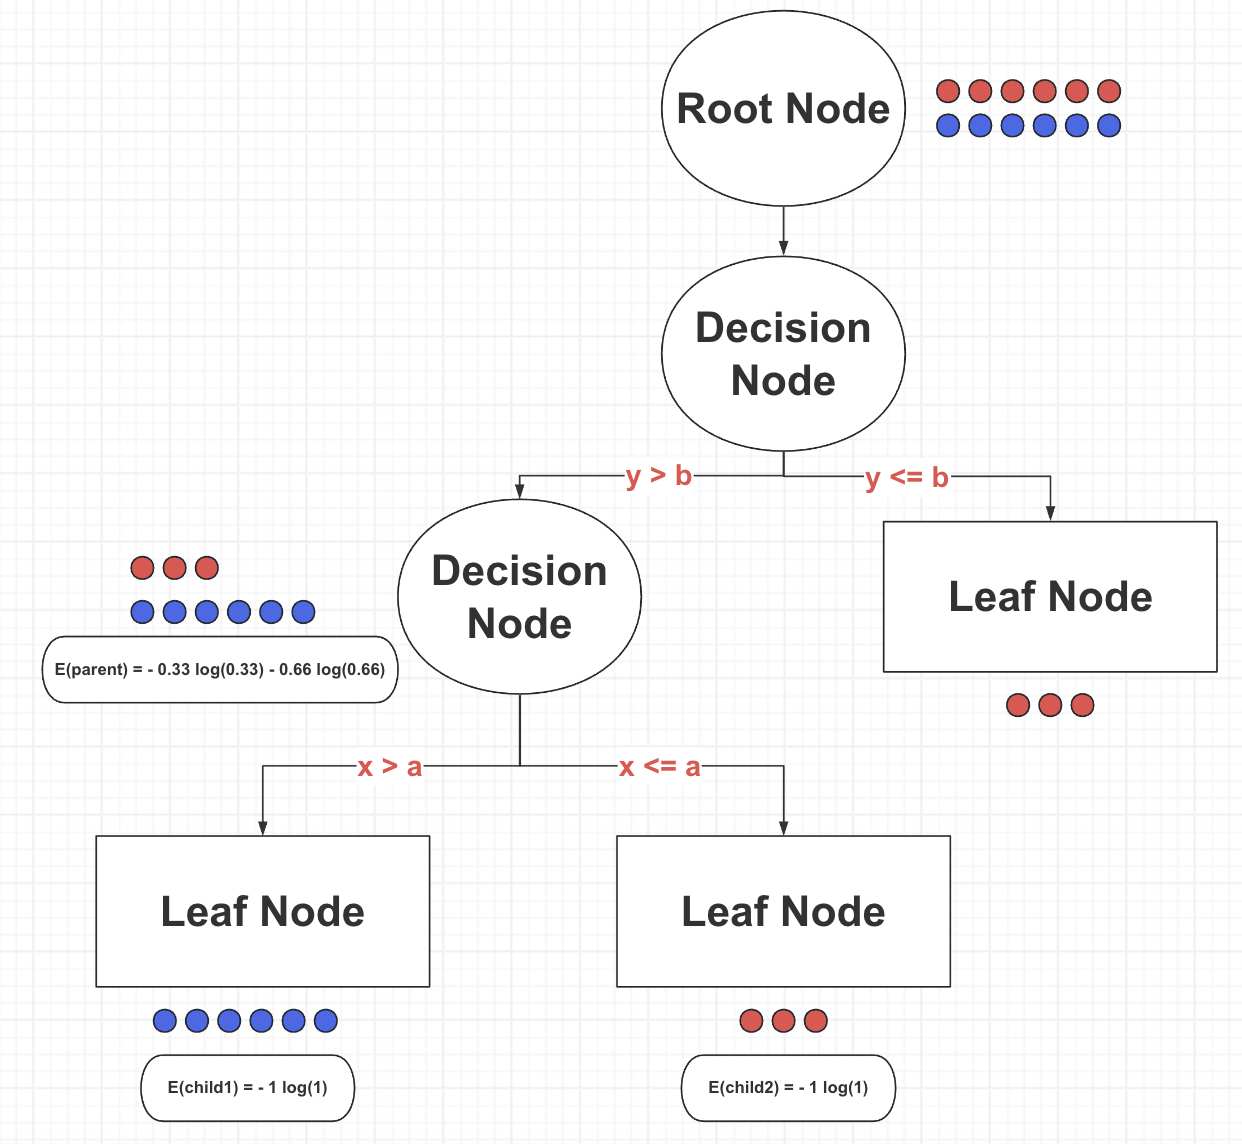 Root Node
Decision
Node
y > b
y <= b
Decision
Node
Leaf Node
E(parent) = - 0.33 log(0.33) - 0.66 log(0.66)
x > a
x <= a
Leaf Node
Leaf Node
E(child1) = - 1 log(1)
E(child2) = - 1 log(1)